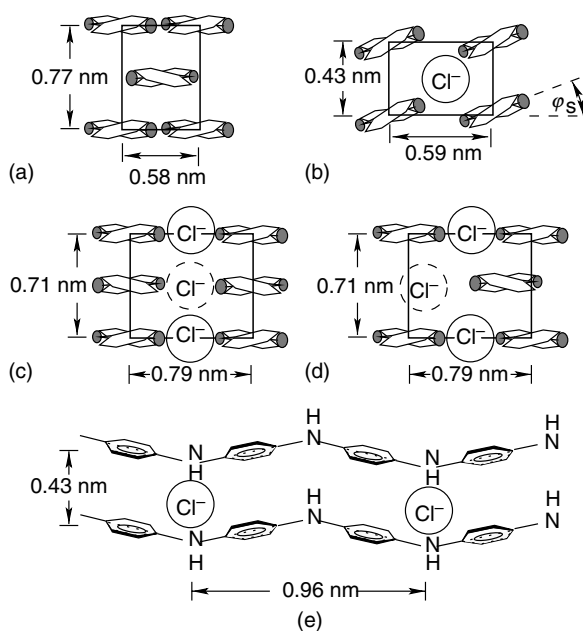 0.77 nm
0.58 nm
(a)
0.43 nm
Cl⁻
φs
0.59 nm
(b)
Cl⁻
0.71 nm
Cl⁻
Cl⁻
0.79 nm
(c)
Cl⁻
0.71 nm
Cl⁻
Cl⁻
0.79 nm
(d)
H
N
H
N
N
H
N
H
0.43 nm
Cl⁻
Cl⁻
H
N
H
N
N
H
N
H
0.96 nm
(e)